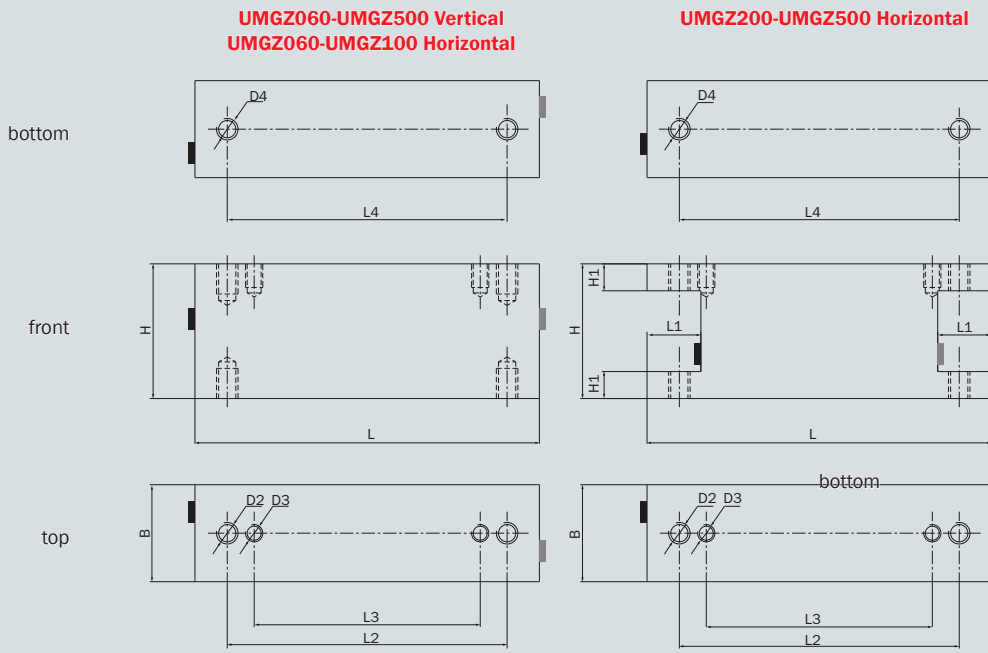 UMGZ060-UMGZ500 Vertical
UMGZ060-UMGZ100 Horizontal
UMGZ200-UMGZ500 Horizontal
bottom
D4
L4
D4
L4
front
H
L
H
H1
H1
L1
L1
L
bottom
top
B
D2
D3
L3
L2
B
D2
D3
L3
L2